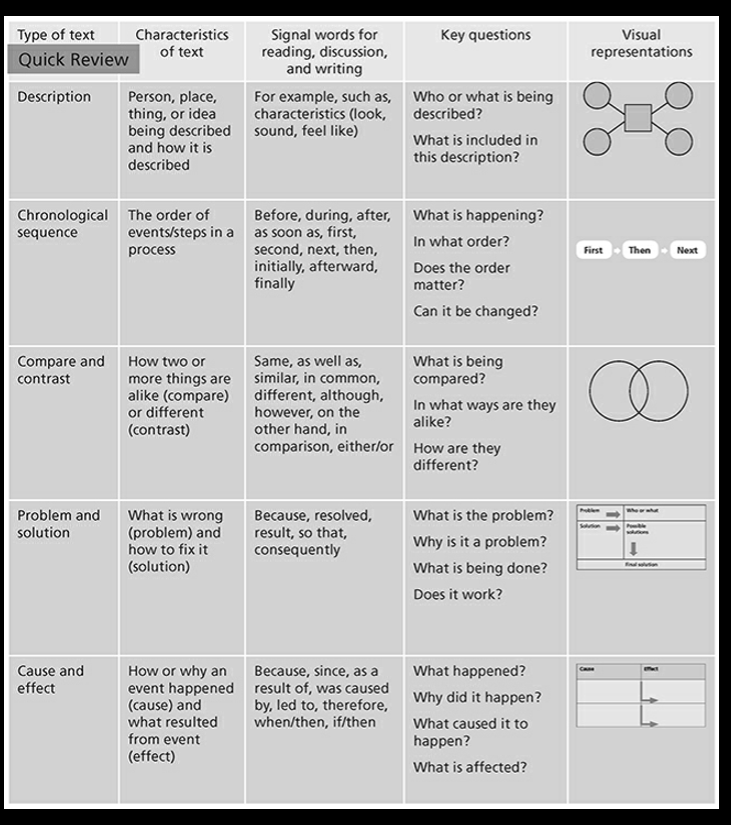 Type of text
Characteristics
of text
Signal words for
reading, discussion,
and writing
Key questions
Visual
representations
Quick Review
Description
Person, place,
thing, or idea
being described
and how it is
described
For example, such as,
characteristics (look,
sound, feel like)
Who or what is being
described?
What is included in
this description?
Chronological
sequence
The order of
events/steps in a
process
Before, during, after,
as soon as, first,
second, next, then,
initially, afterward,
finally
What is happening?
In what order?
Does the order
matter?
Can it be changed?
First
Then
Next
Compare and
contrast
How two or
more things are
alike (compare)
or different
(contrast)
Same, as well as,
similar, in common,
different, although,
however, on the
other hand, in
comparison, either/or
What is being
compared?
In what ways are they
alike?
How are they
different?
Problem and
solution
What is wrong
(problem) and
how to fix it
(solution)
Because, resolved,
result, so that,
consequently
What is the problem?
Why is it a problem?
What is being done?
Does it work?
Problem
Who or what
Solution
Possible
solutions
Final solution
Cause and
effect
How or why an
event happened
(cause) and
what resulted
from event
(effect)
Because, since, as a
result of, was caused
by, led to, therefore,
when/then, if/then
What happened?
Why did it happen?
What caused it to
happen?
What is affected?
Cause
Effect